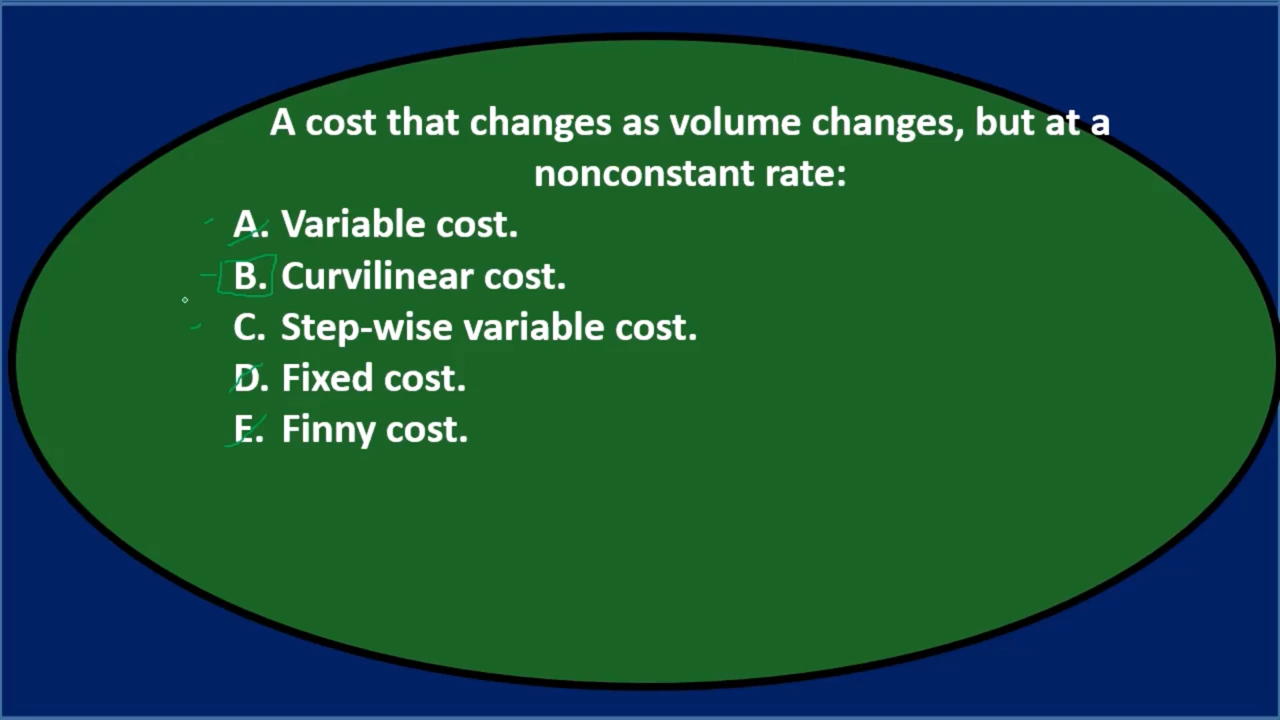 A cost that changes as volume changes, but at a
nonconstant rate:
A. Variable cost.
B. Curvilinear cost.
C. Step-wise variable cost.
D. Fixed cost.
E. Finny cost.